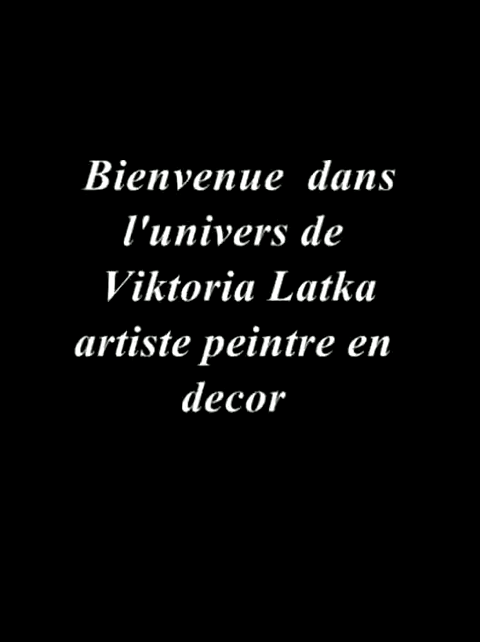 Bienvenue dans
l'univers de
Viktoria Latka
artiste peintre en
decor